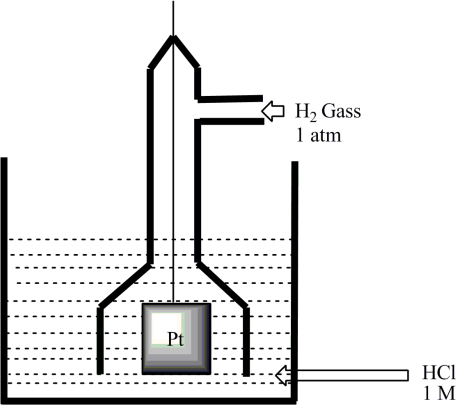 H₂ Gass
1 atm
Pt
HCl
1 M